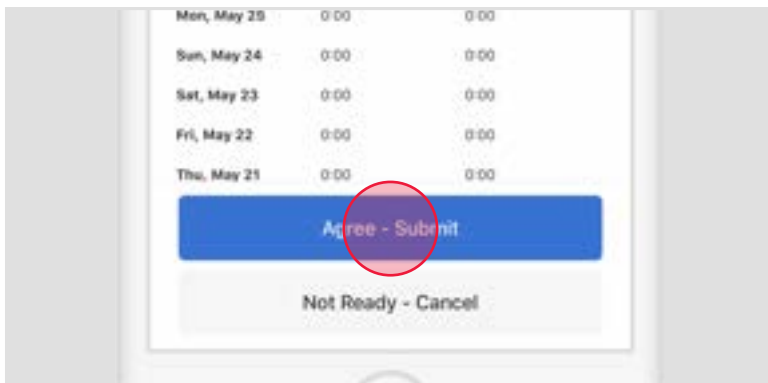 Mon, May 25 0:00 0:00
Sun, May 24 0:00 0:00
Sat, May 23 0:00 0:00
Fri, May 22 0:00 0:00
Thu, May 21 0:00 0:00
Agree - Submit
Not Ready - Cancel